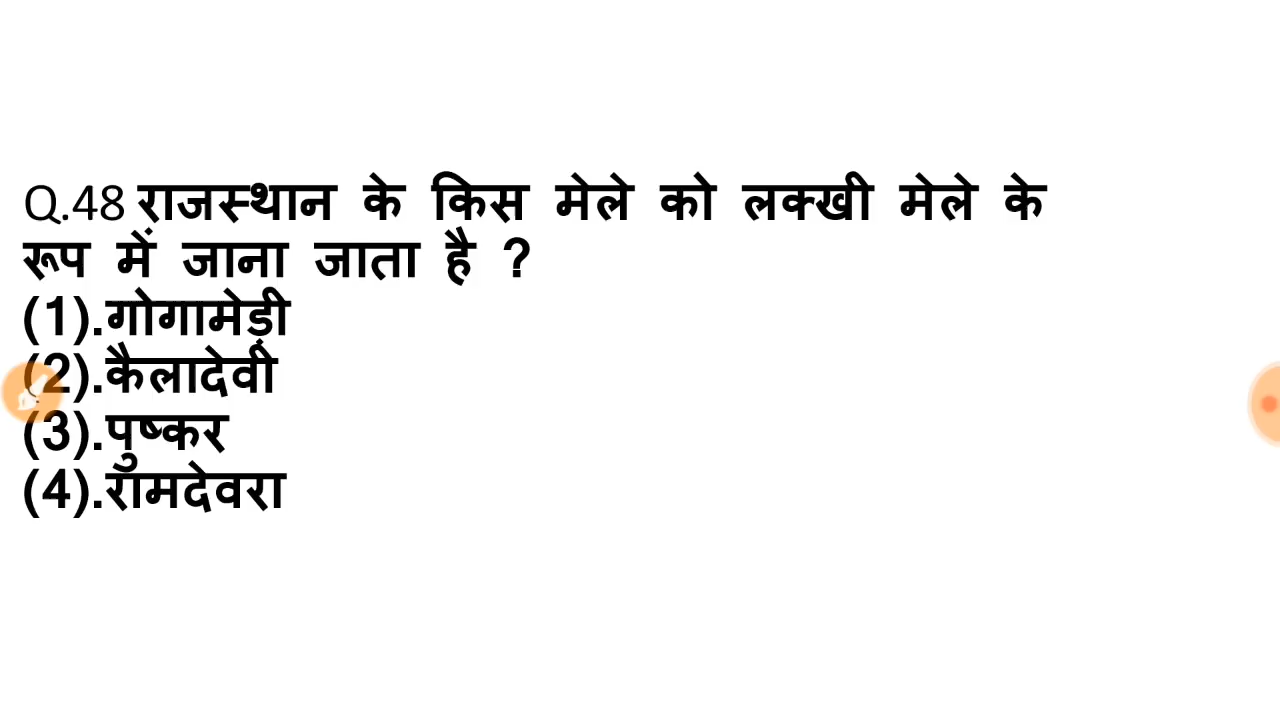 Q.48 राजस्थान के किस मेले को लक्खी मेले के
रूप में जाना जाता है ?
(1).गोगामेड़ी
(2).कैलादेवी
(3).पुष्कर
(4).रामदेवरा